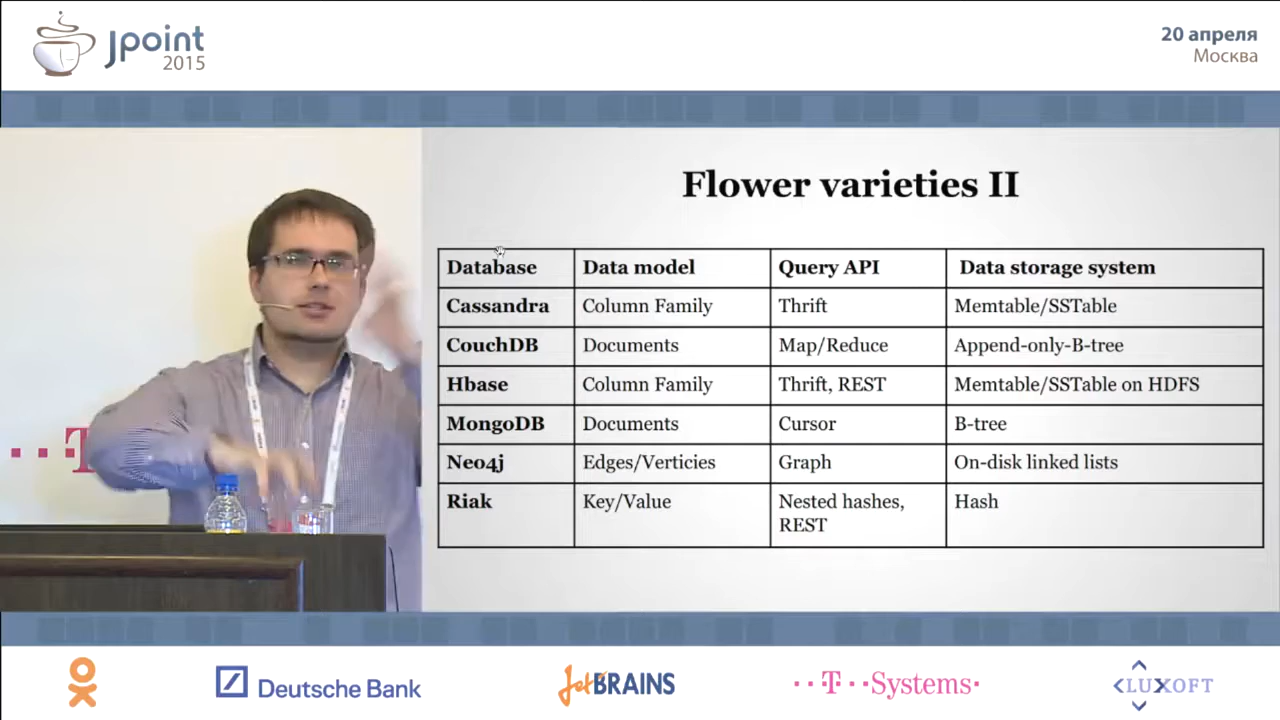 Jpoint
2015
20 апреля
Москва
Flower varieties II
Database Data model Query API Data storage system
Cassandra Column Family Thrift Memtable/SSTable
CouchDB Documents Map/Reduce Append-only-B-tree
Hbase Column Family Thrift, REST Memtable/SSTable on HDFS
MongoDB Documents Cursor B-tree
Neo4j Edges/Verticies Graph On-disk linked lists
Riak Key/Value Nested hashes, Hash
REST
T
Deutsche Bank
JetBRAINS
T Systems
LUXOFT